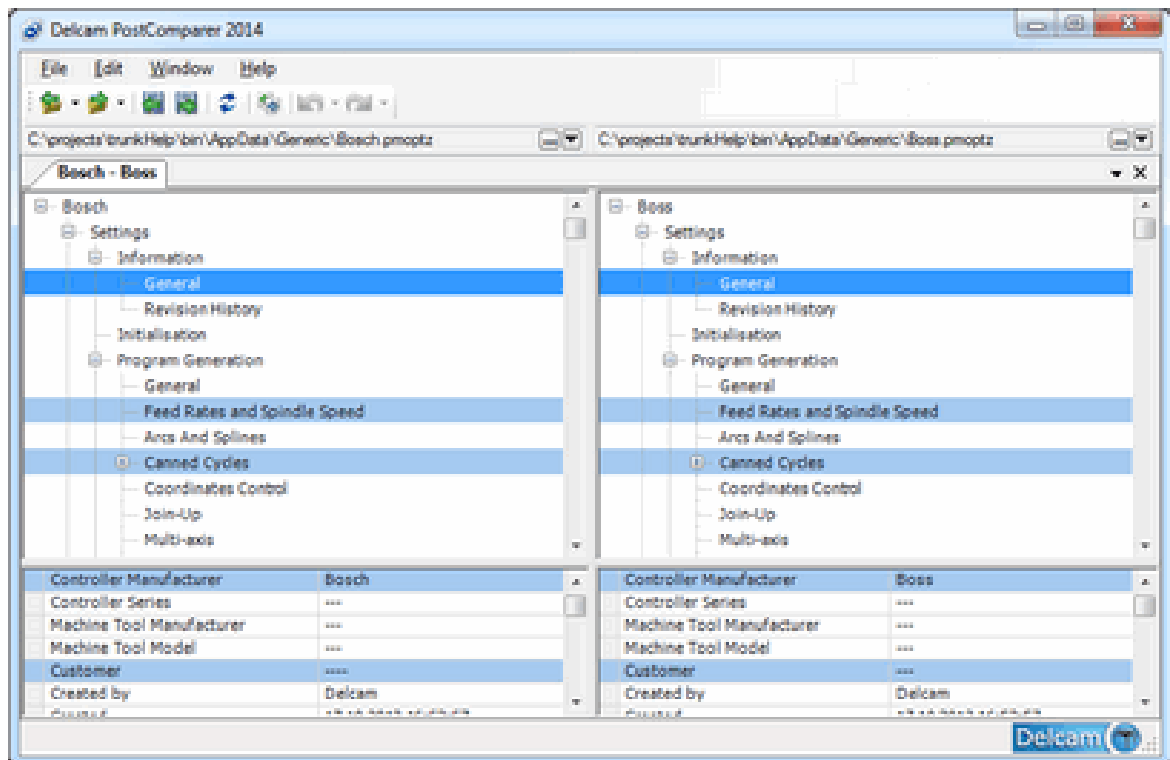 Delcam PostComparer 2014
File Edit Window Help
C:\projects\trunkHelp\bin\AppData\Generic\Bosch.pmoptz
C:\projects\trunkHelp\bin\AppData\Generic\Boss.pmoptz
Bosch - Boss
Bosch
Settings
Information
General
Revision History
Initialisation
Program Generation
General
Feed Rates and Spindle Speed
Arcs And Splines
Canned Cycles
Coordinates Control
Join-Up
Multi-axis
Boss
Settings
Information
General
Revision History
Initialisation
Program Generation
General
Feed Rates and Spindle Speed
Arcs And Splines
Canned Cycles
Coordinates Control
Join-Up
Multi-axis
Controller Manufacturer Bosch
Controller Series ---
Machine Tool Manufacturer ---
Machine Tool Model ---
Customer ----
Created by Delcam
Controller Manufacturer Boss
Controller Series ---
Machine Tool Manufacturer ---
Machine Tool Model ---
Customer ---
Created by Delcam
Delcam